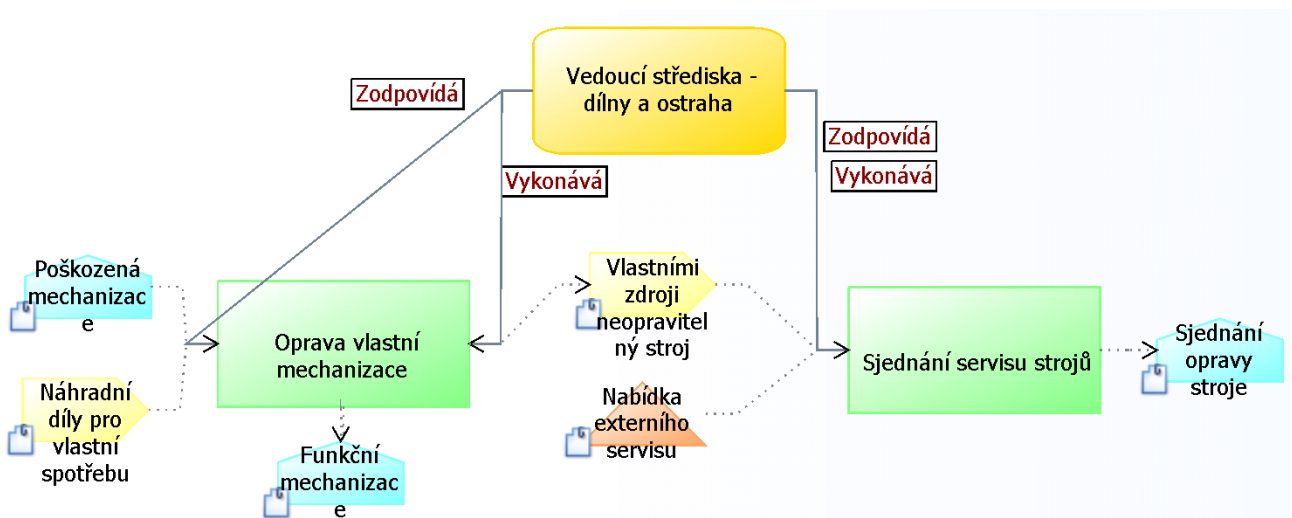 Vedoucí střediska -
dílny a ostraha
Zodpovídá
Zodpovídá
Vykonává
Vykonává
Poškozená
mechanizac
e
Vlastními
zdroji
neopravitel
ný stroj
Oprava vlastní
mechanizace
Sjednání servisu strojů
Sjednání
opravy
stroje
Náhradní
díly pro
vlastní
spotřebu
Nabídka
externího
servisu
Funkční
mechanizac
e